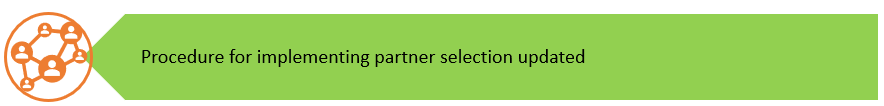 Procedure for implementing partner selection updated